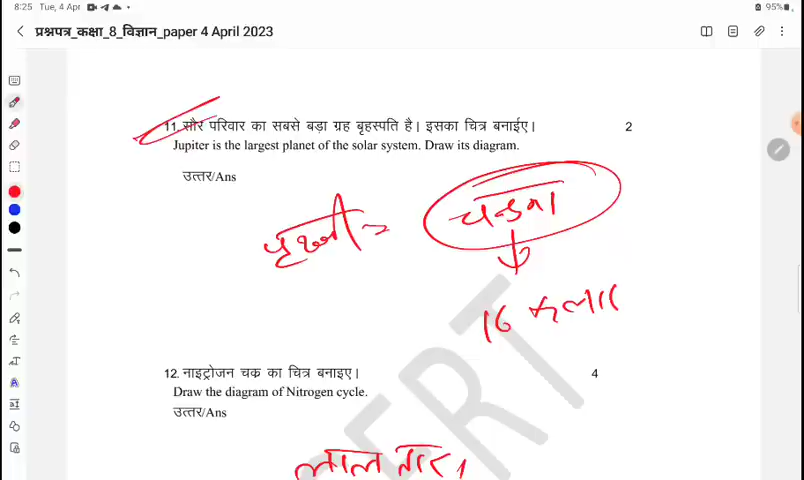 8:25 Tue, 4 Apr 95%
प्रश्नपत्र_कक्षा_8_विज्ञान_paper 4 April 2023
11. सौर परिवार का सबसे बड़ा ग्रह बृहस्पति है। इसका चित्र बनाईए। 2
Jupiter is the largest planet of the solar system. Draw its diagram.
उत्तर/Ans
पृथ्वी चन्द्रमा
16 कलाएं
12. नाइट्रोजन चक्र का चित्र बनाइए। 4
Draw the diagram of Nitrogen cycle.
उत्तर/Ans
लाल तारा